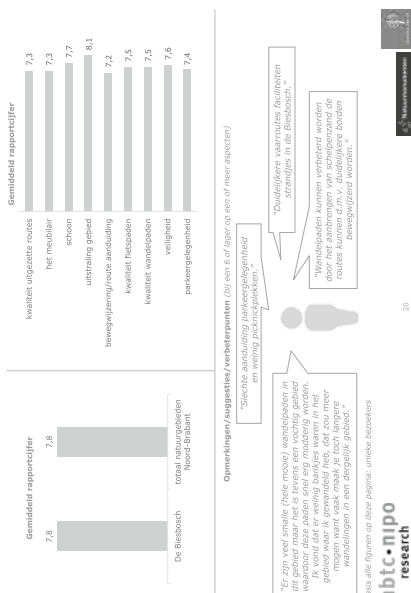 Gemiddeld rapportcijfer
7,8
7,8
De Biesbosch
totaal natuurgebieden
Noord-Brabant
Gemiddeld rapportcijfer
7,3
7,3
7,7
8,1
7,2
7,5
7,5
7,6
7,4
kwaliteit uitgezette routes
het meubilair
schoon
uitstraling gebied
bewegwijzering/route aanduiding
kwaliteit fietspaden
kwaliteit wandelpaden
veiligheid
parkeergelegenheid
Opmerkingen/suggesties/verbeterpunten (bij een 6 of lager op een of meer aspecten)
"Slechte aanduiding parkeergelegenheid
en weinig picknickplekken."
"Duidelijkere vaarroutes faciliteiten
strandjes in de Biesbosch."
"Er zijn veel smalle (hele mooie) wandelpaden in
dit gebied maar het is tevens een vochtig gebied
waardoor deze paden snel erg modderig worden.
Ik vond dat er weinig bankjes waren in het
gebied waar ik gewandeld heb, dat zou meer
mogen want vaak maak je toch langere
wandelingen in een dergelijk gebied."
"Wandelpaden kunnen verbeterd worden
door het aanbrengen van schelpenzand de
routes kunnen d.m.v. duidelijkere borden
bewegwijzerd worden."
asis alle figuren op deze pagina: unieke bezoekers
nbtc•nipo
research
20
Natuurmonumenten